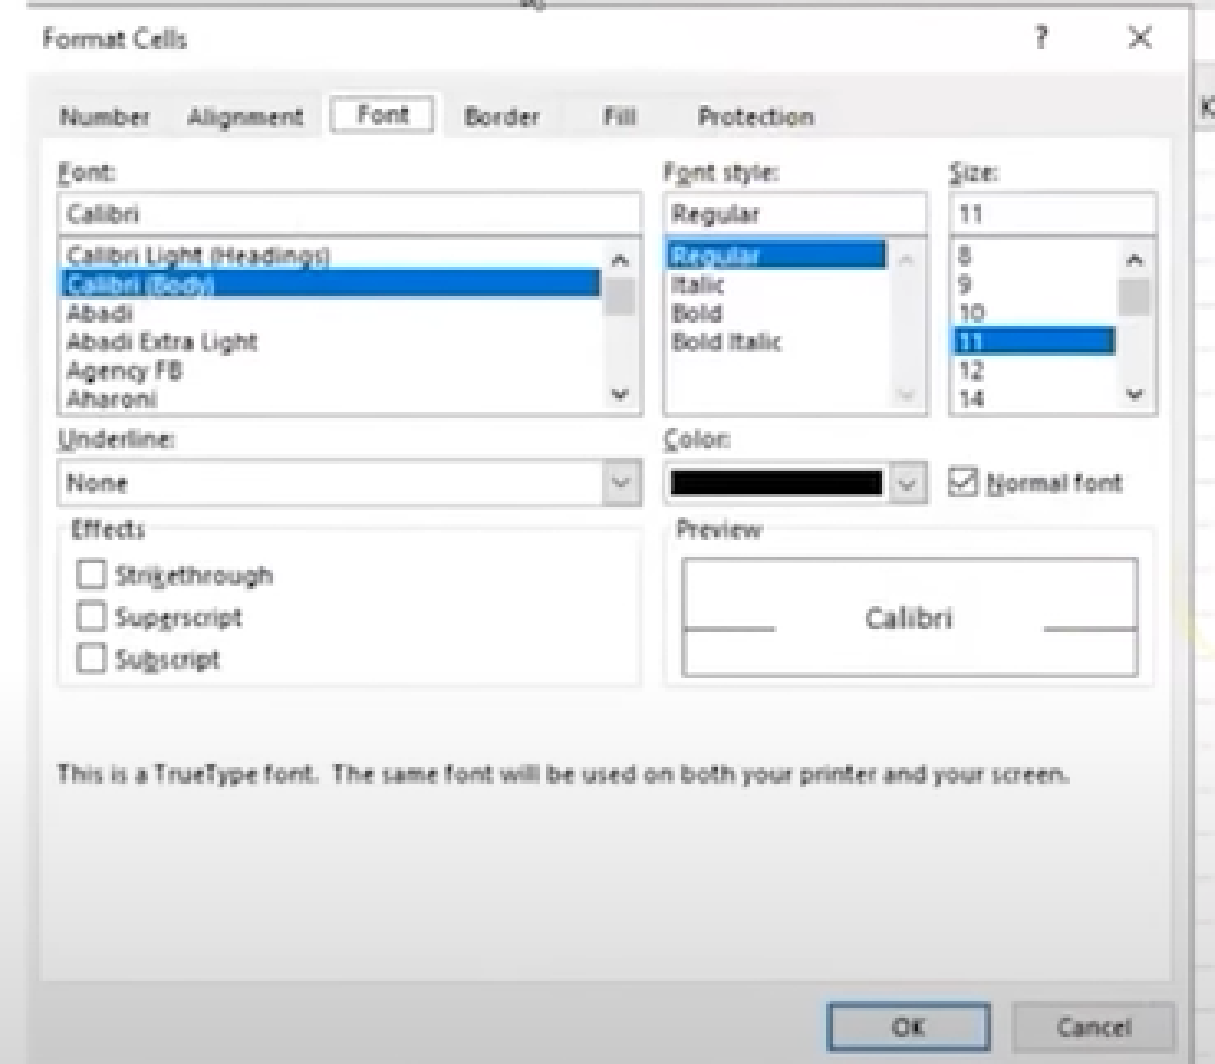 Format Cells ? X
Number Alignment Font Border Fill Protection
Font: Font style: Size:
Calibri Regular 11
Calibri Light (Headings) Regular 8
Calibri (Body) Italic 9
Abadi Bold 10
Abadi Extra Light Bold Italic 11
Agency FB 12
Aharoni 14
Underline: Color:
None Normal font
Effects Preview
Strikethrough
Superscript Calibri
Subscript
This is a TrueType font. The same font will be used on both your printer and your screen.
OK Cancel
K